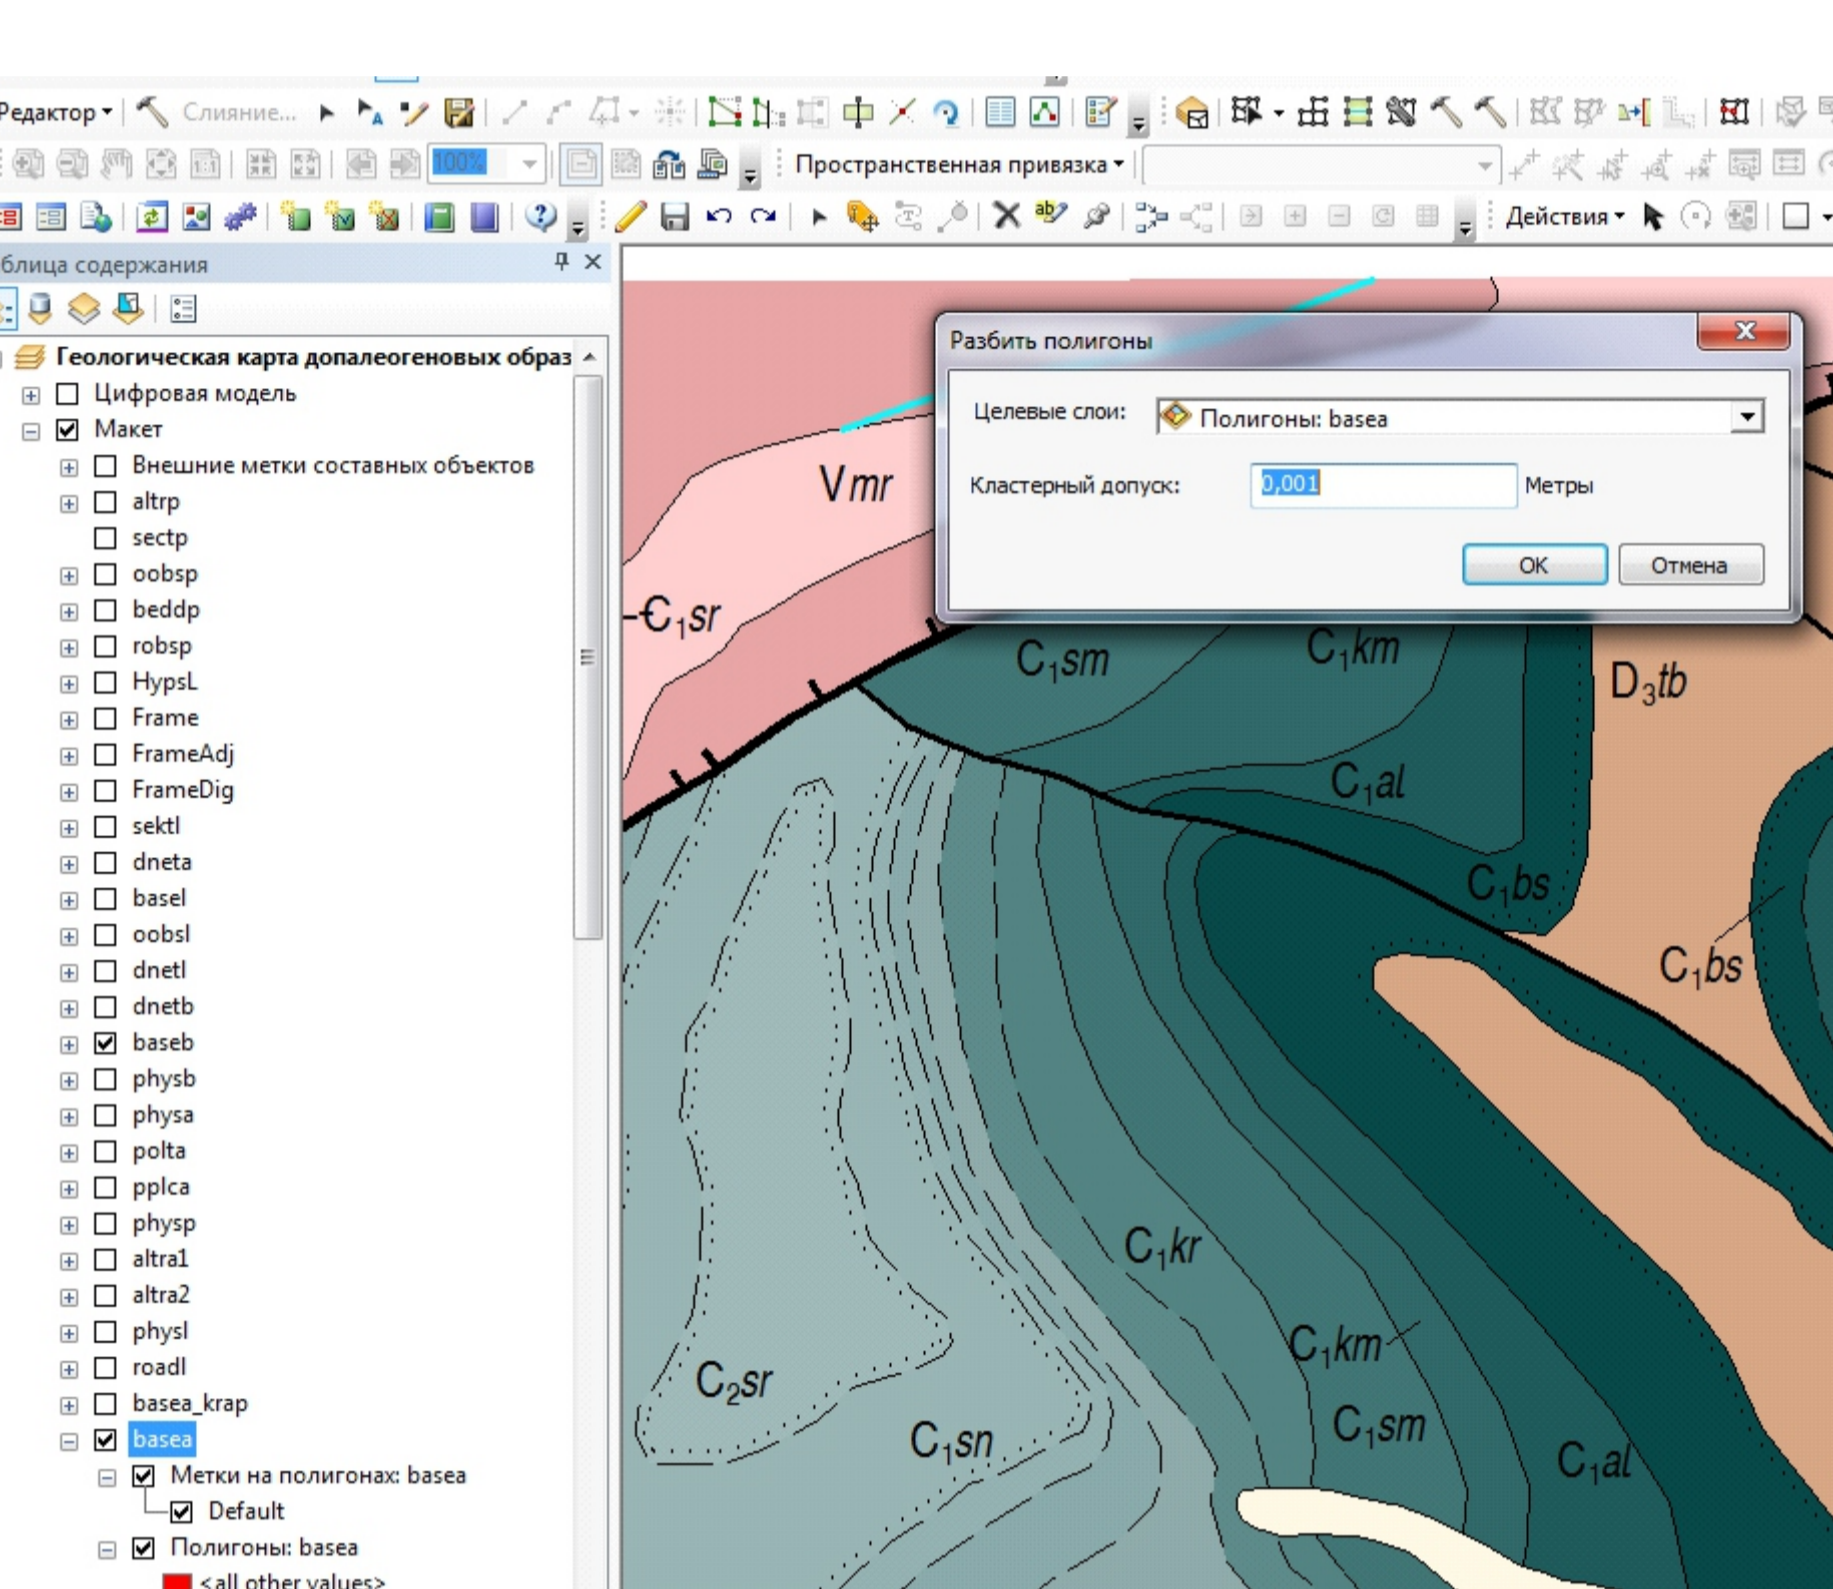 Редактор
Слияние...
100%
Пространственная привязка
Действия
блица содержания
Геологическая карта допалеогеновых образ
Цифровая модель
Макет
Внешние метки составных объектов
altrp
sectp
oobsp
beddp
robsp
HypsL
Frame
FrameAdj
FrameDig
sektl
dneta
basel
oobsl
dnetl
dnetb
baseb
physb
physa
polta
pplca
physp
altra1
altra2
physl
roadl
basea_krap
basea
Метки на полигонах: basea
Default
Полигоны: basea
<all other values>
Разбить полигоны
Целевые слои:
Полигоны: basea
Кластерный допуск:
0,001
Метры
OK
Отмена
Vmr
-Є₁sr
C₁sm
C₁km
D₃tb
C₁al
C₁bs
C₁bs
C₁kr
C₁km
C₂sr
C₁sn
C₁sm
C₁al